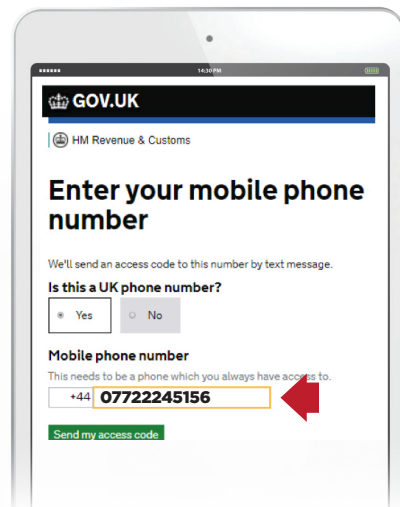 14:30 PM
GOV.UK
HM Revenue & Customs
Enter your mobile phone
number
We'll send an access code to this number by text message.
Is this a UK phone number?
Yes No
Mobile phone number
This needs to be a phone which you always have access to.
+44 07722245156
Send my access code